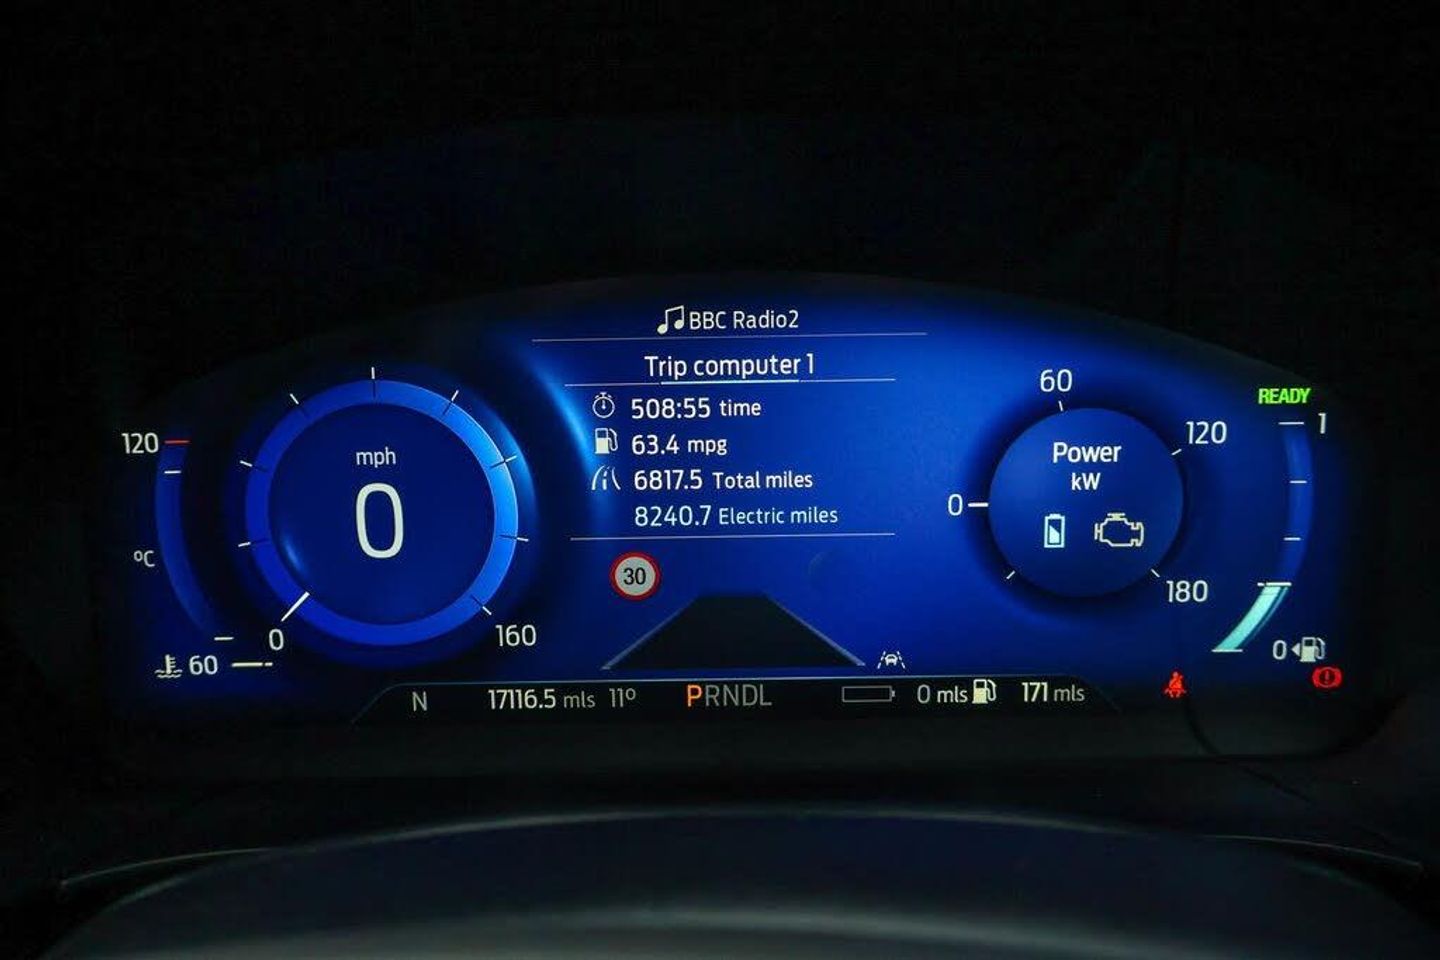 BBC Radio2
Trip computer 1
508:55 time
63.4 mpg
6817.5 Total miles
8240.7 Electric miles
30
120
ºC
60
mph
0
0
160
Power
kW
0
60
120
180
READY
1
0
N 17116.5 mls 11º PRNDL 0 mls 171 mls